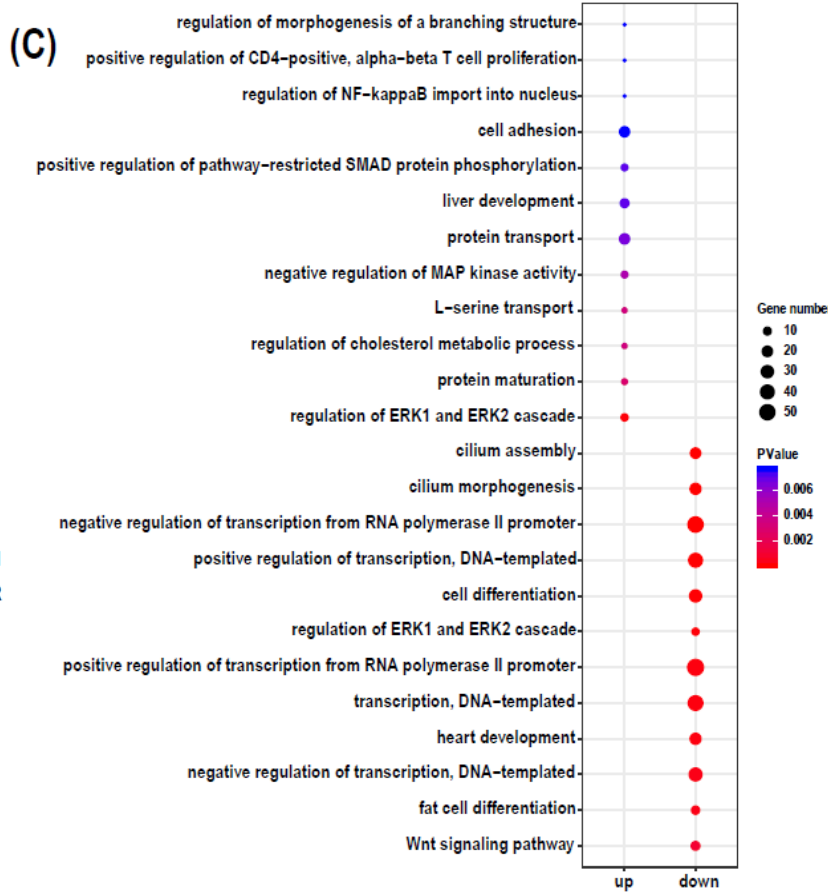 (C)
regulation of morphogenesis of a branching structure
positive regulation of CD4−positive, alpha−beta T cell proliferation
regulation of NF−kappaB import into nucleus
cell adhesion
positive regulation of pathway−restricted SMAD protein phosphorylation
liver development
protein transport
negative regulation of MAP kinase activity
L−serine transport
regulation of cholesterol metabolic process
protein maturation
regulation of ERK1 and ERK2 cascade
cilium assembly
cilium morphogenesis
negative regulation of transcription from RNA polymerase II promoter
positive regulation of transcription, DNA−templated
cell differentiation
regulation of ERK1 and ERK2 cascade
positive regulation of transcription from RNA polymerase II promoter
transcription, DNA−templated
heart development
negative regulation of transcription, DNA−templated
fat cell differentiation
Wnt signaling pathway
up down
Gene numbe
10
20
30
40
50
PValue
0.006
0.004
0.002